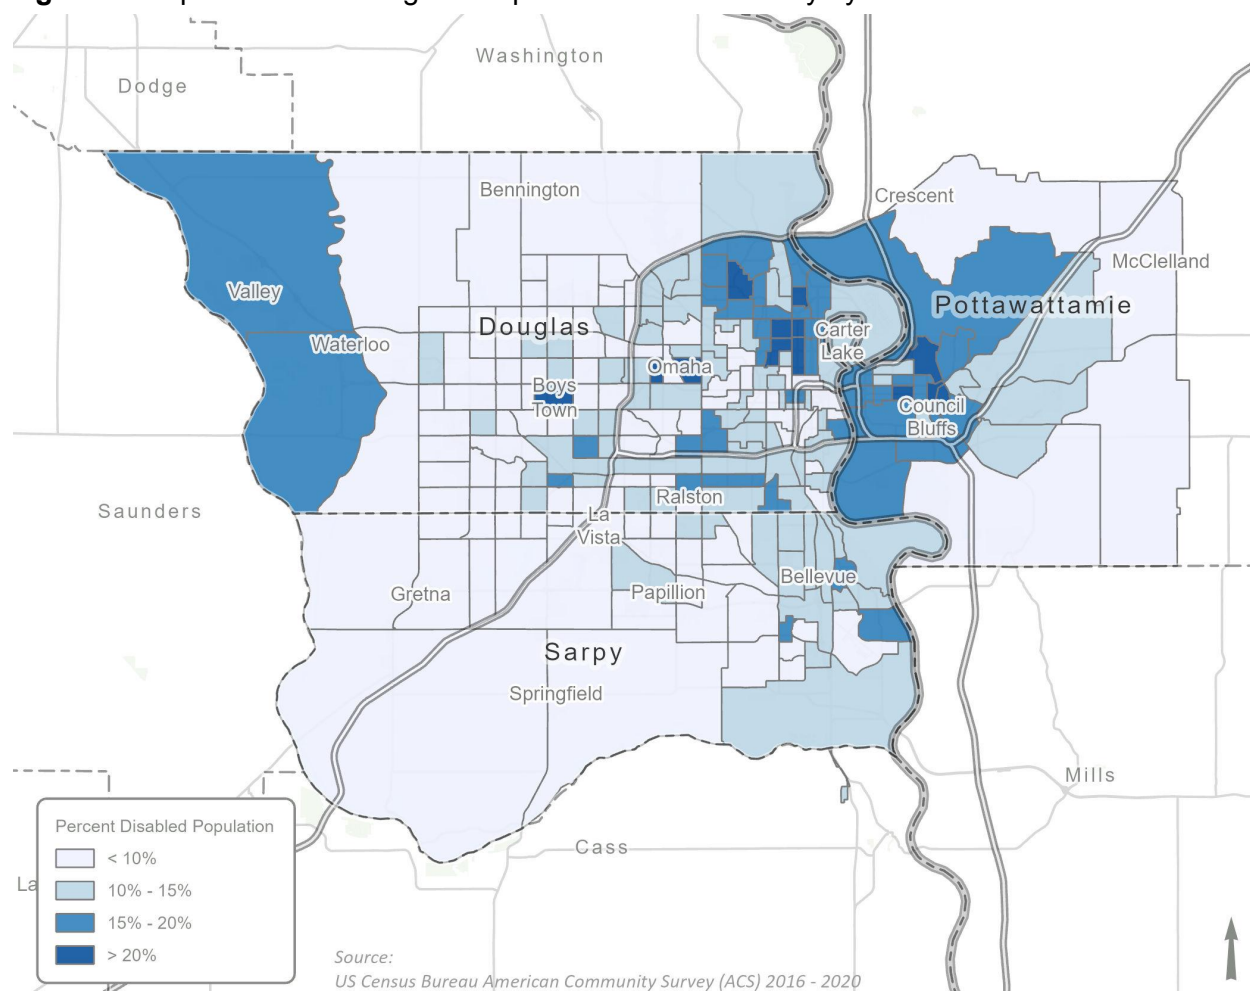 Washington
Dodge
Bennington
Crescent
McClelland
Valley
Pottawattamie
Douglas
Waterloo
Carter
Lake
Omaha
Boys
Town
Council
Bluffs
Ralston
Saunders
La
Vista
Bellevue
Gretna
Papillion
Sarpy
Springfield
Mills
Cass
Percent Disabled Population
< 10%
10% - 15%
15% - 20%
> 20%
La
Source:
US Census Bureau American Community Survey (ACS) 2016 - 2020